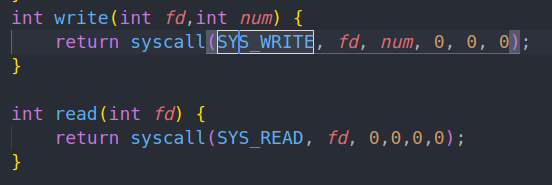 int write(int fd,int num) {
return syscall(SYS_WRITE, fd, num, 0, 0, 0);
}
int read(int fd) {
return syscall(SYS_READ, fd, 0,0,0,0);
}